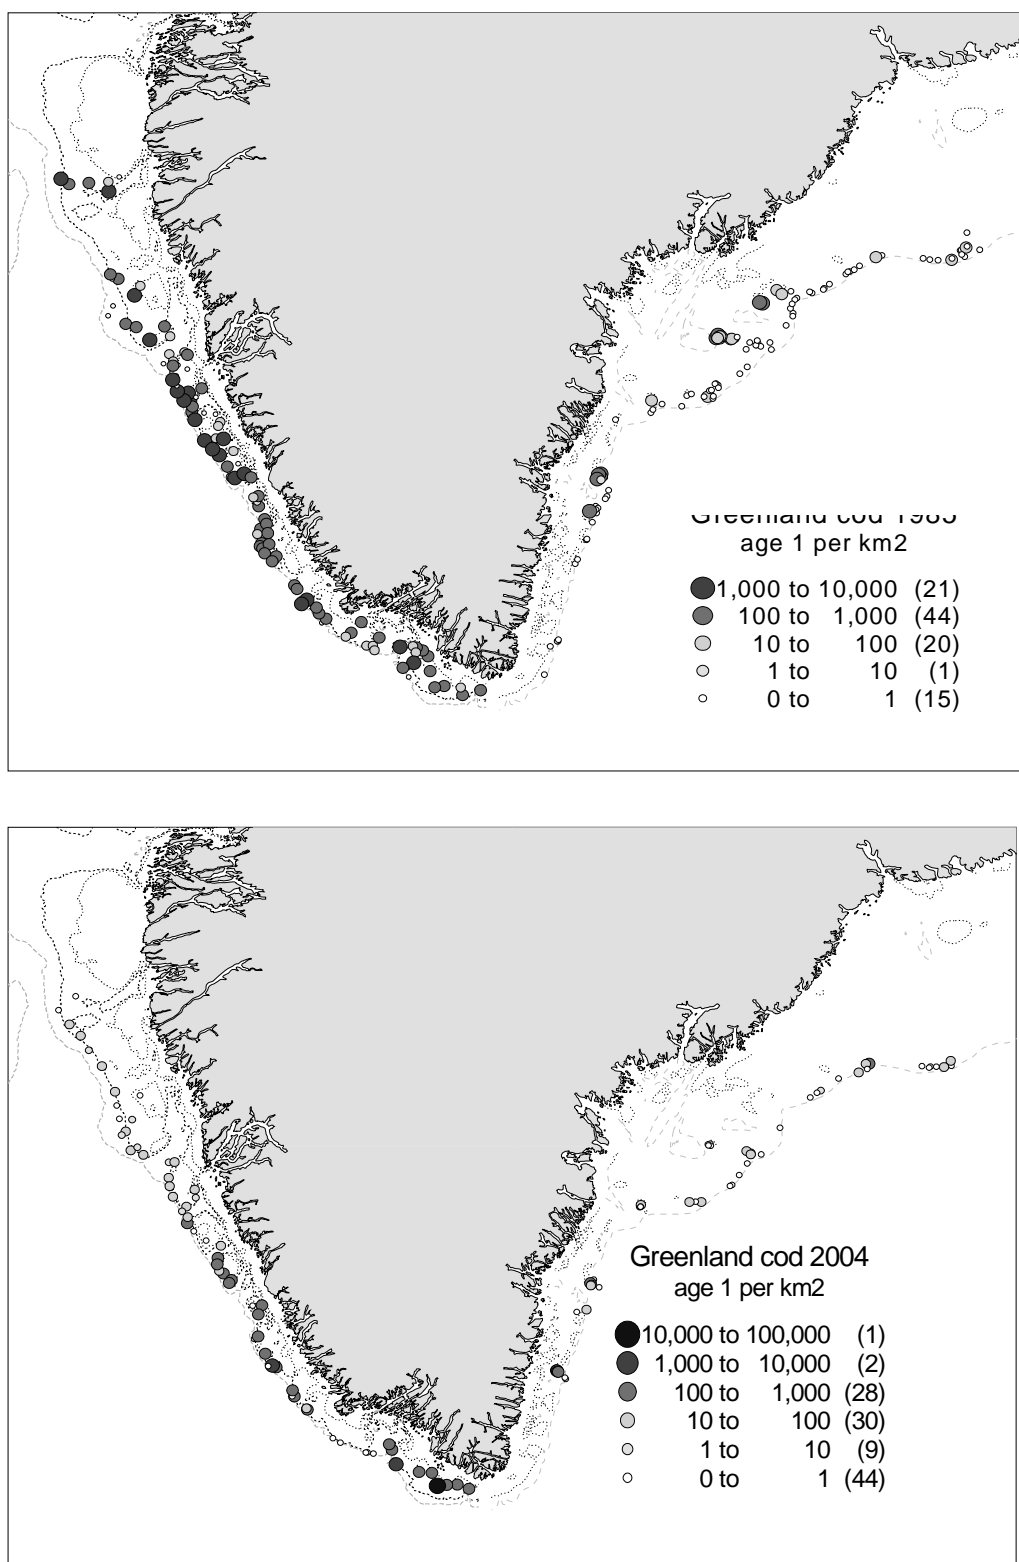 Greenland cod 1985
age 1 per km2
1,000 to 10,000 (21)
100 to 1,000 (44)
10 to 100 (20)
1 to 10 (1)
0 to 1 (15)
Greenland cod 2004
age 1 per km2
10,000 to 100,000 (1)
1,000 to 10,000 (2)
100 to 1,000 (28)
10 to 100 (30)
1 to 10 (9)
0 to 1 (44)